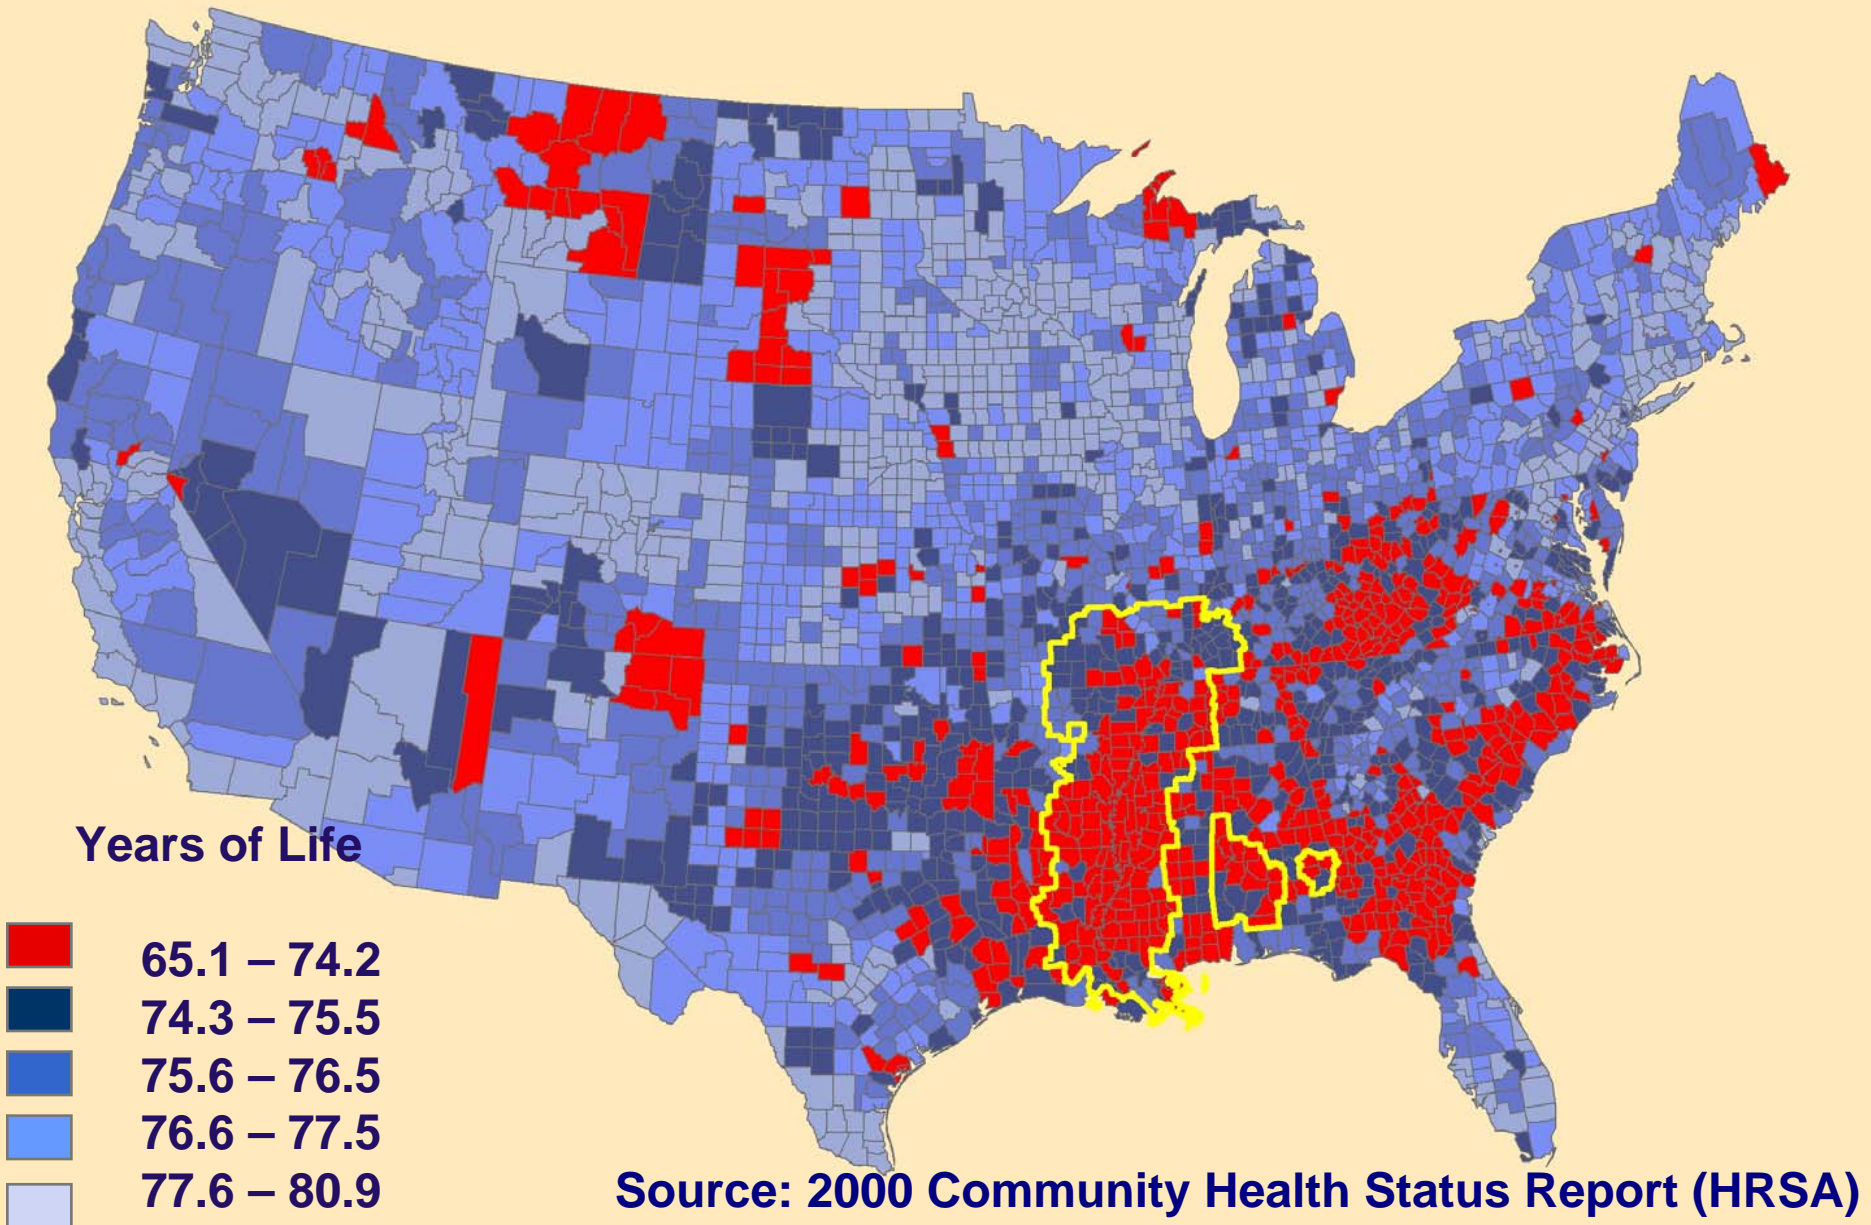 Years of Life
65.1 – 74.2
74.3 – 75.5
75.6 – 76.5
76.6 – 77.5
77.6 – 80.9
Source: 2000 Community Health Status Report (HRSA)